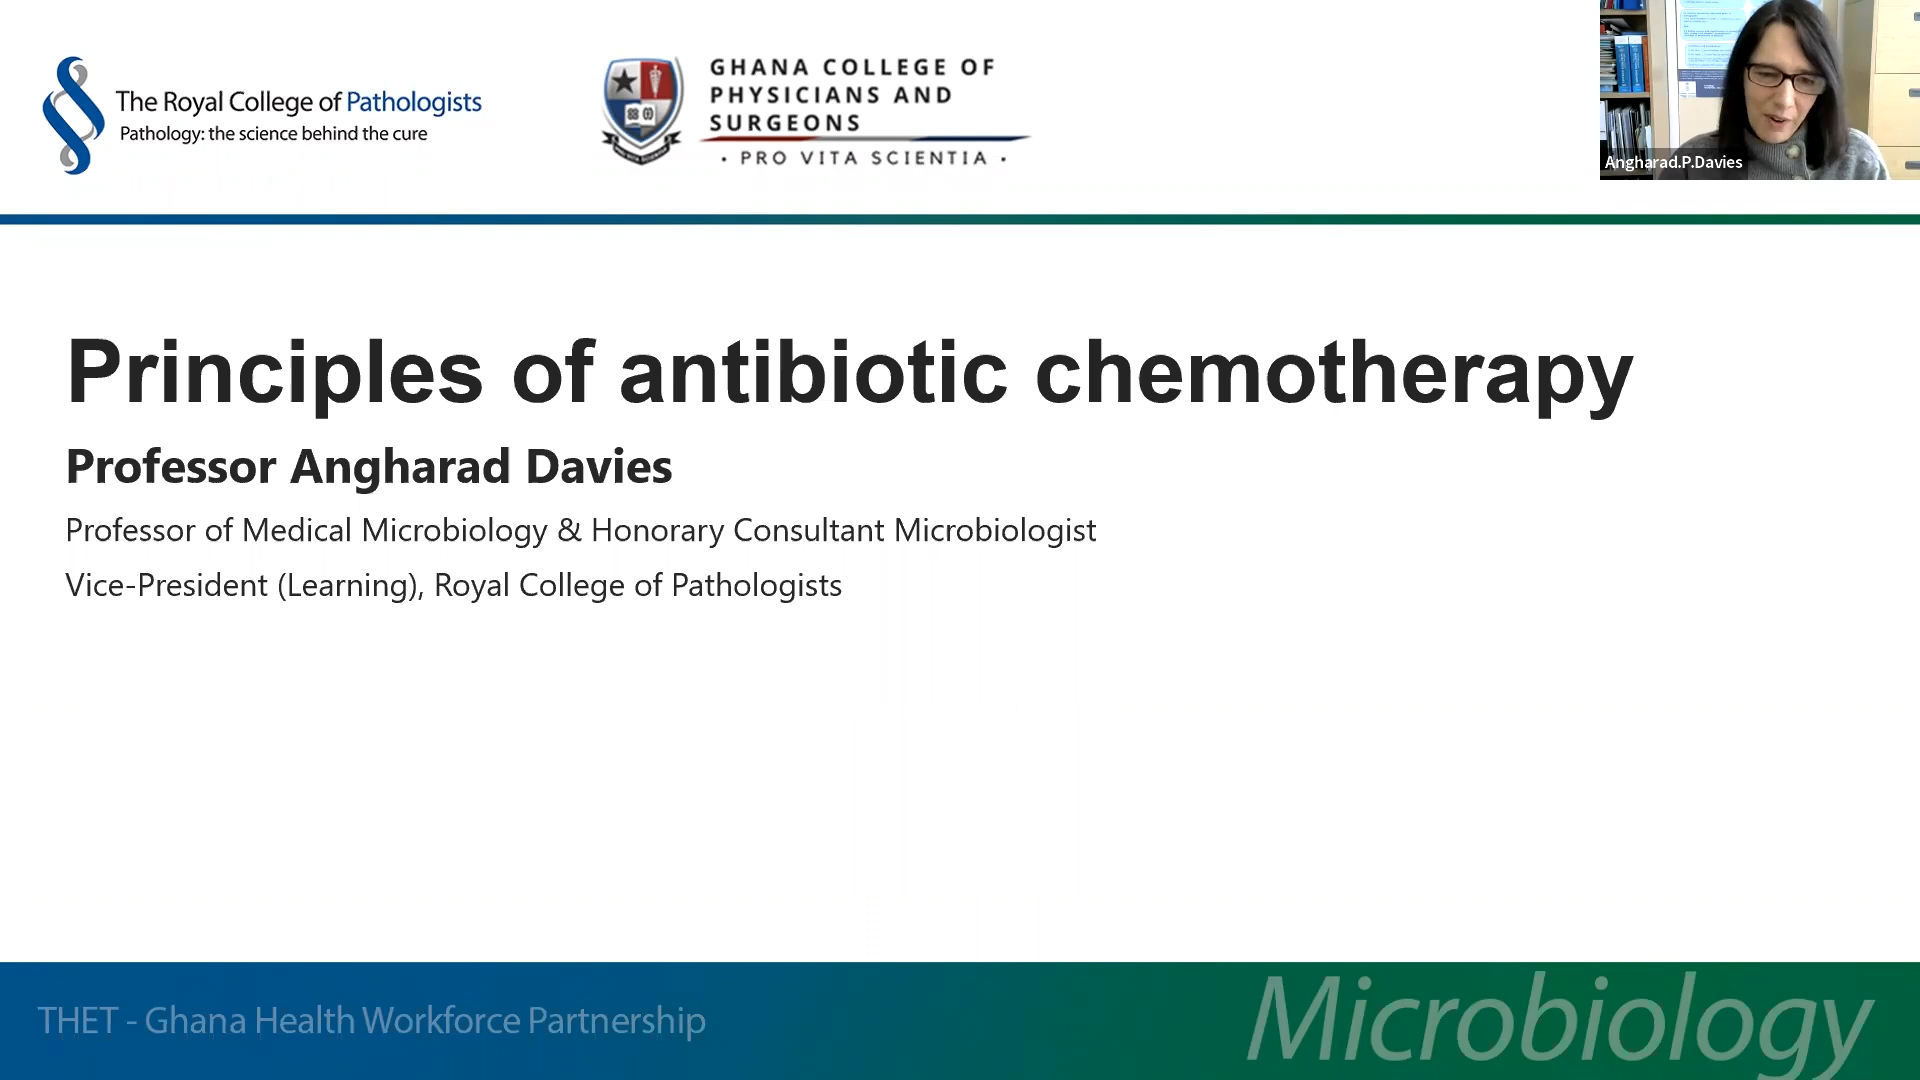 The Royal College of Pathologists
Pathology: the science behind the cure
GHANA COLLEGE OF
PHYSICIANS AND
SURGEONS
· PRO VITA SCIENTIA ·
Angharad.P.Davies
Principles of antibiotic chemotherapy
Professor Angharad Davies
Professor of Medical Microbiology & Honorary Consultant Microbiologist
Vice-President (Learning), Royal College of Pathologists
THET - Ghana Health Workforce Partnership
Microbiology